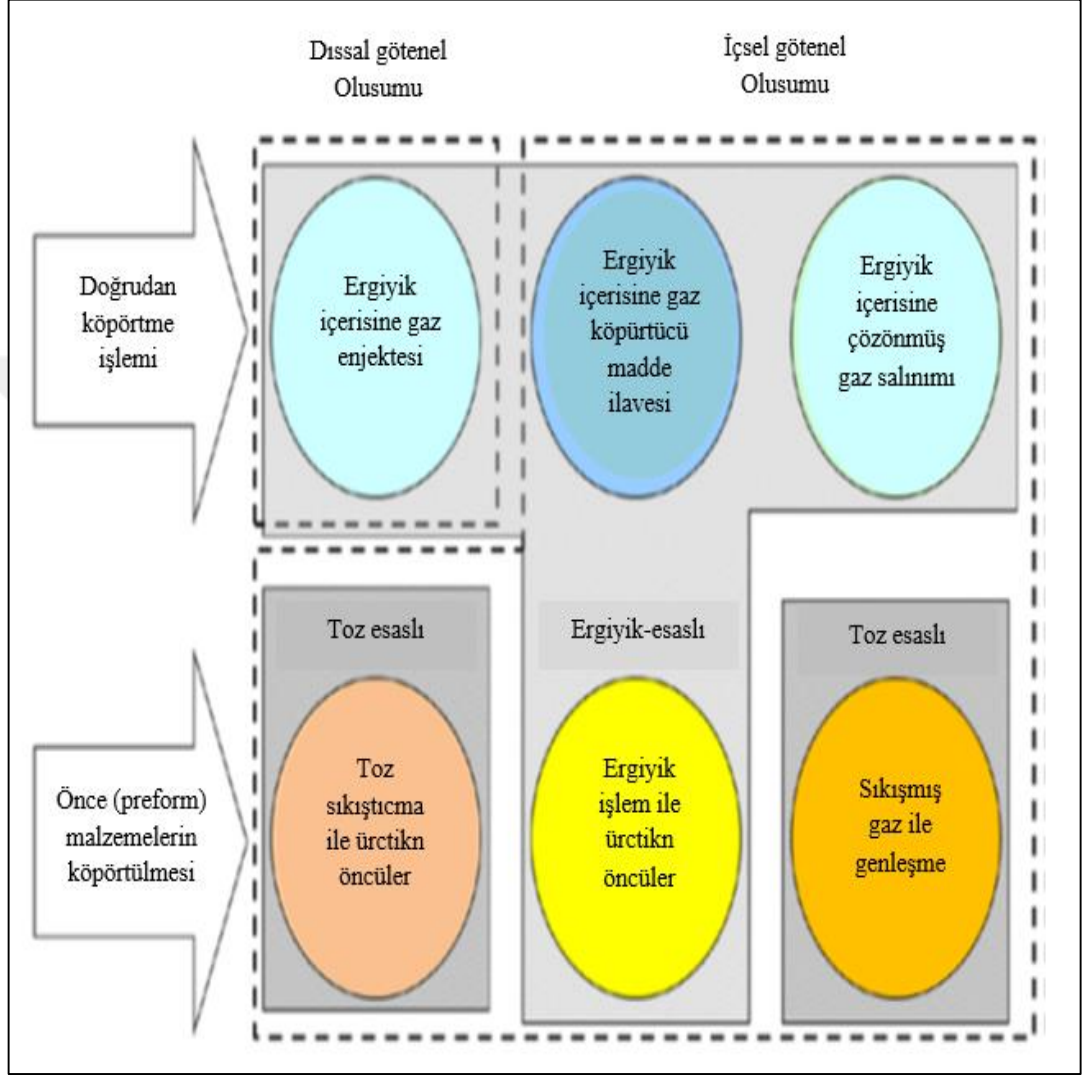 Dıssal götenel
Olusumu
İçsel götenel
Olusumu
Doğrudan
köpörtme
işlemi
Ergiyik
içerisine gaz
enjektesi
Ergiyik
içerisine gaz
köpürtücü
madde
ilavesi
Ergiyik
içerisine
çözönmüş
gaz salınımı
Toz esaslı
Ergiyik-esaslı
Toz esaslı
Önce (preform)
malzemelerin
köpörtülmesi
Toz
sıkıştıcma
ile ürctikn
öncüler
Ergiyik
işlem ile
ürctikn
öncüler
Sıkışmış
gaz ile
genleşme